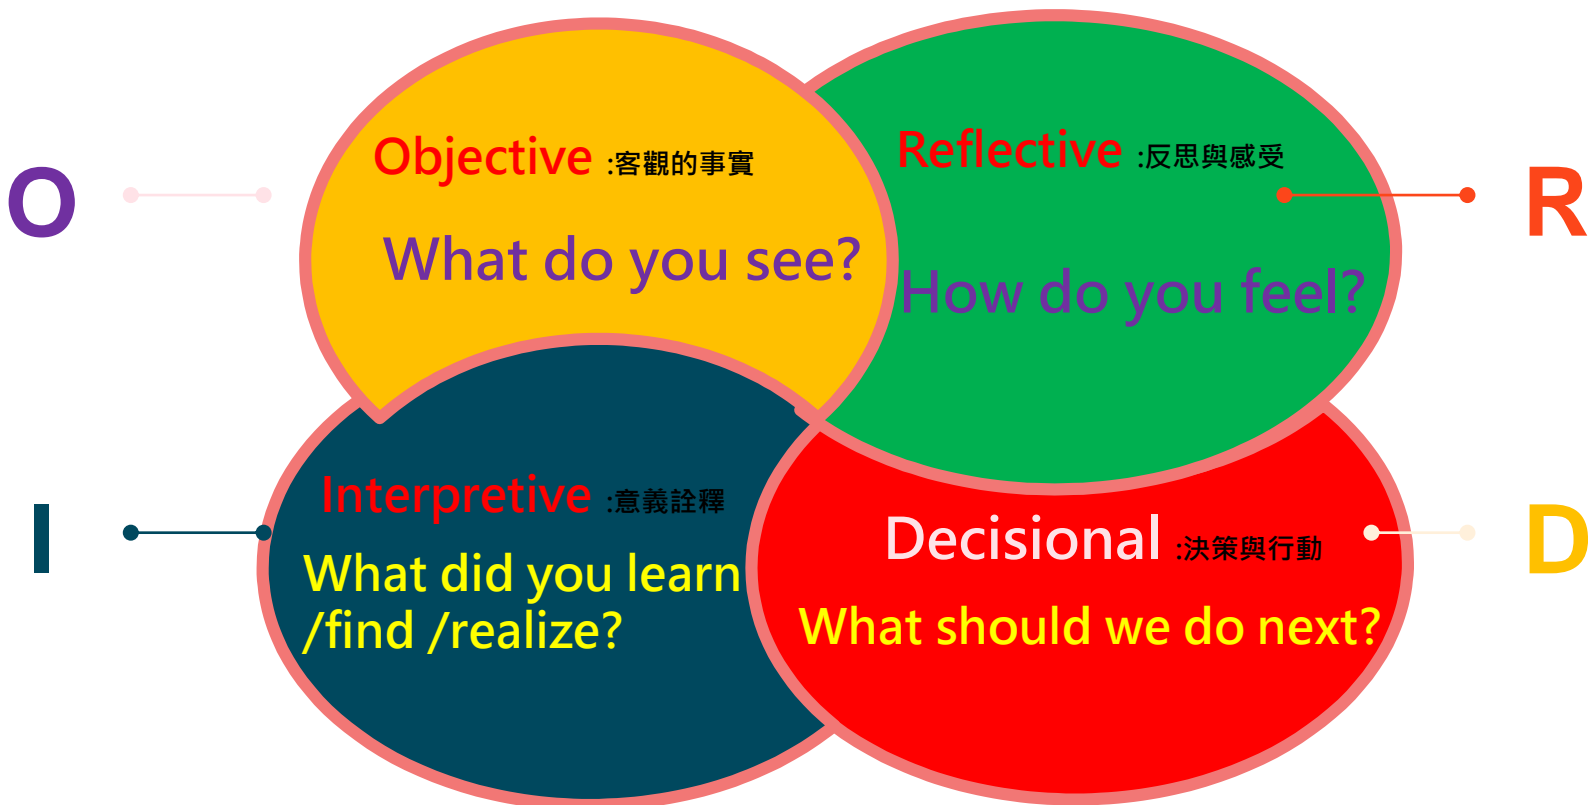 O
Objective :客觀的事實
What do you see?
Reflective :反思與感受
How do you feel?
R
I
Interpretive :意義詮釋
What did you learn
/find /realize?
Decisional :決策與行動
What should we do next?
D